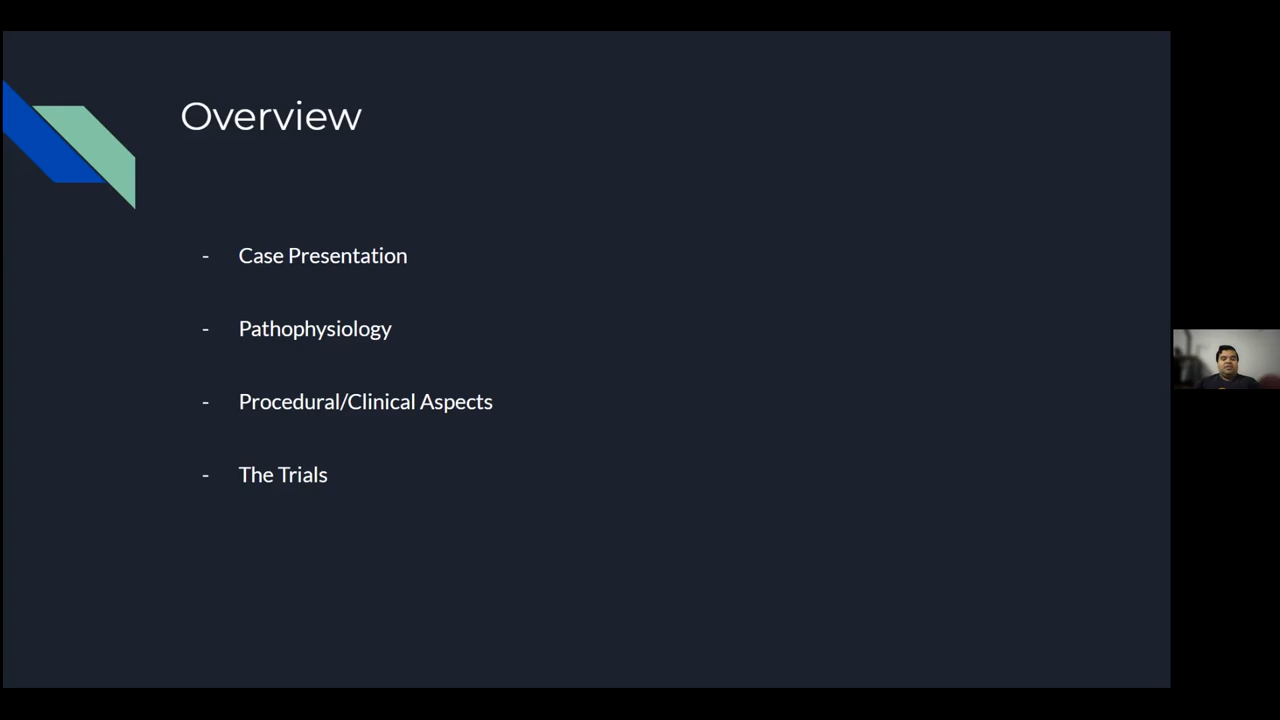 Overview
- Case Presentation
- Pathophysiology
- Procedural/Clinical Aspects
- The Trials